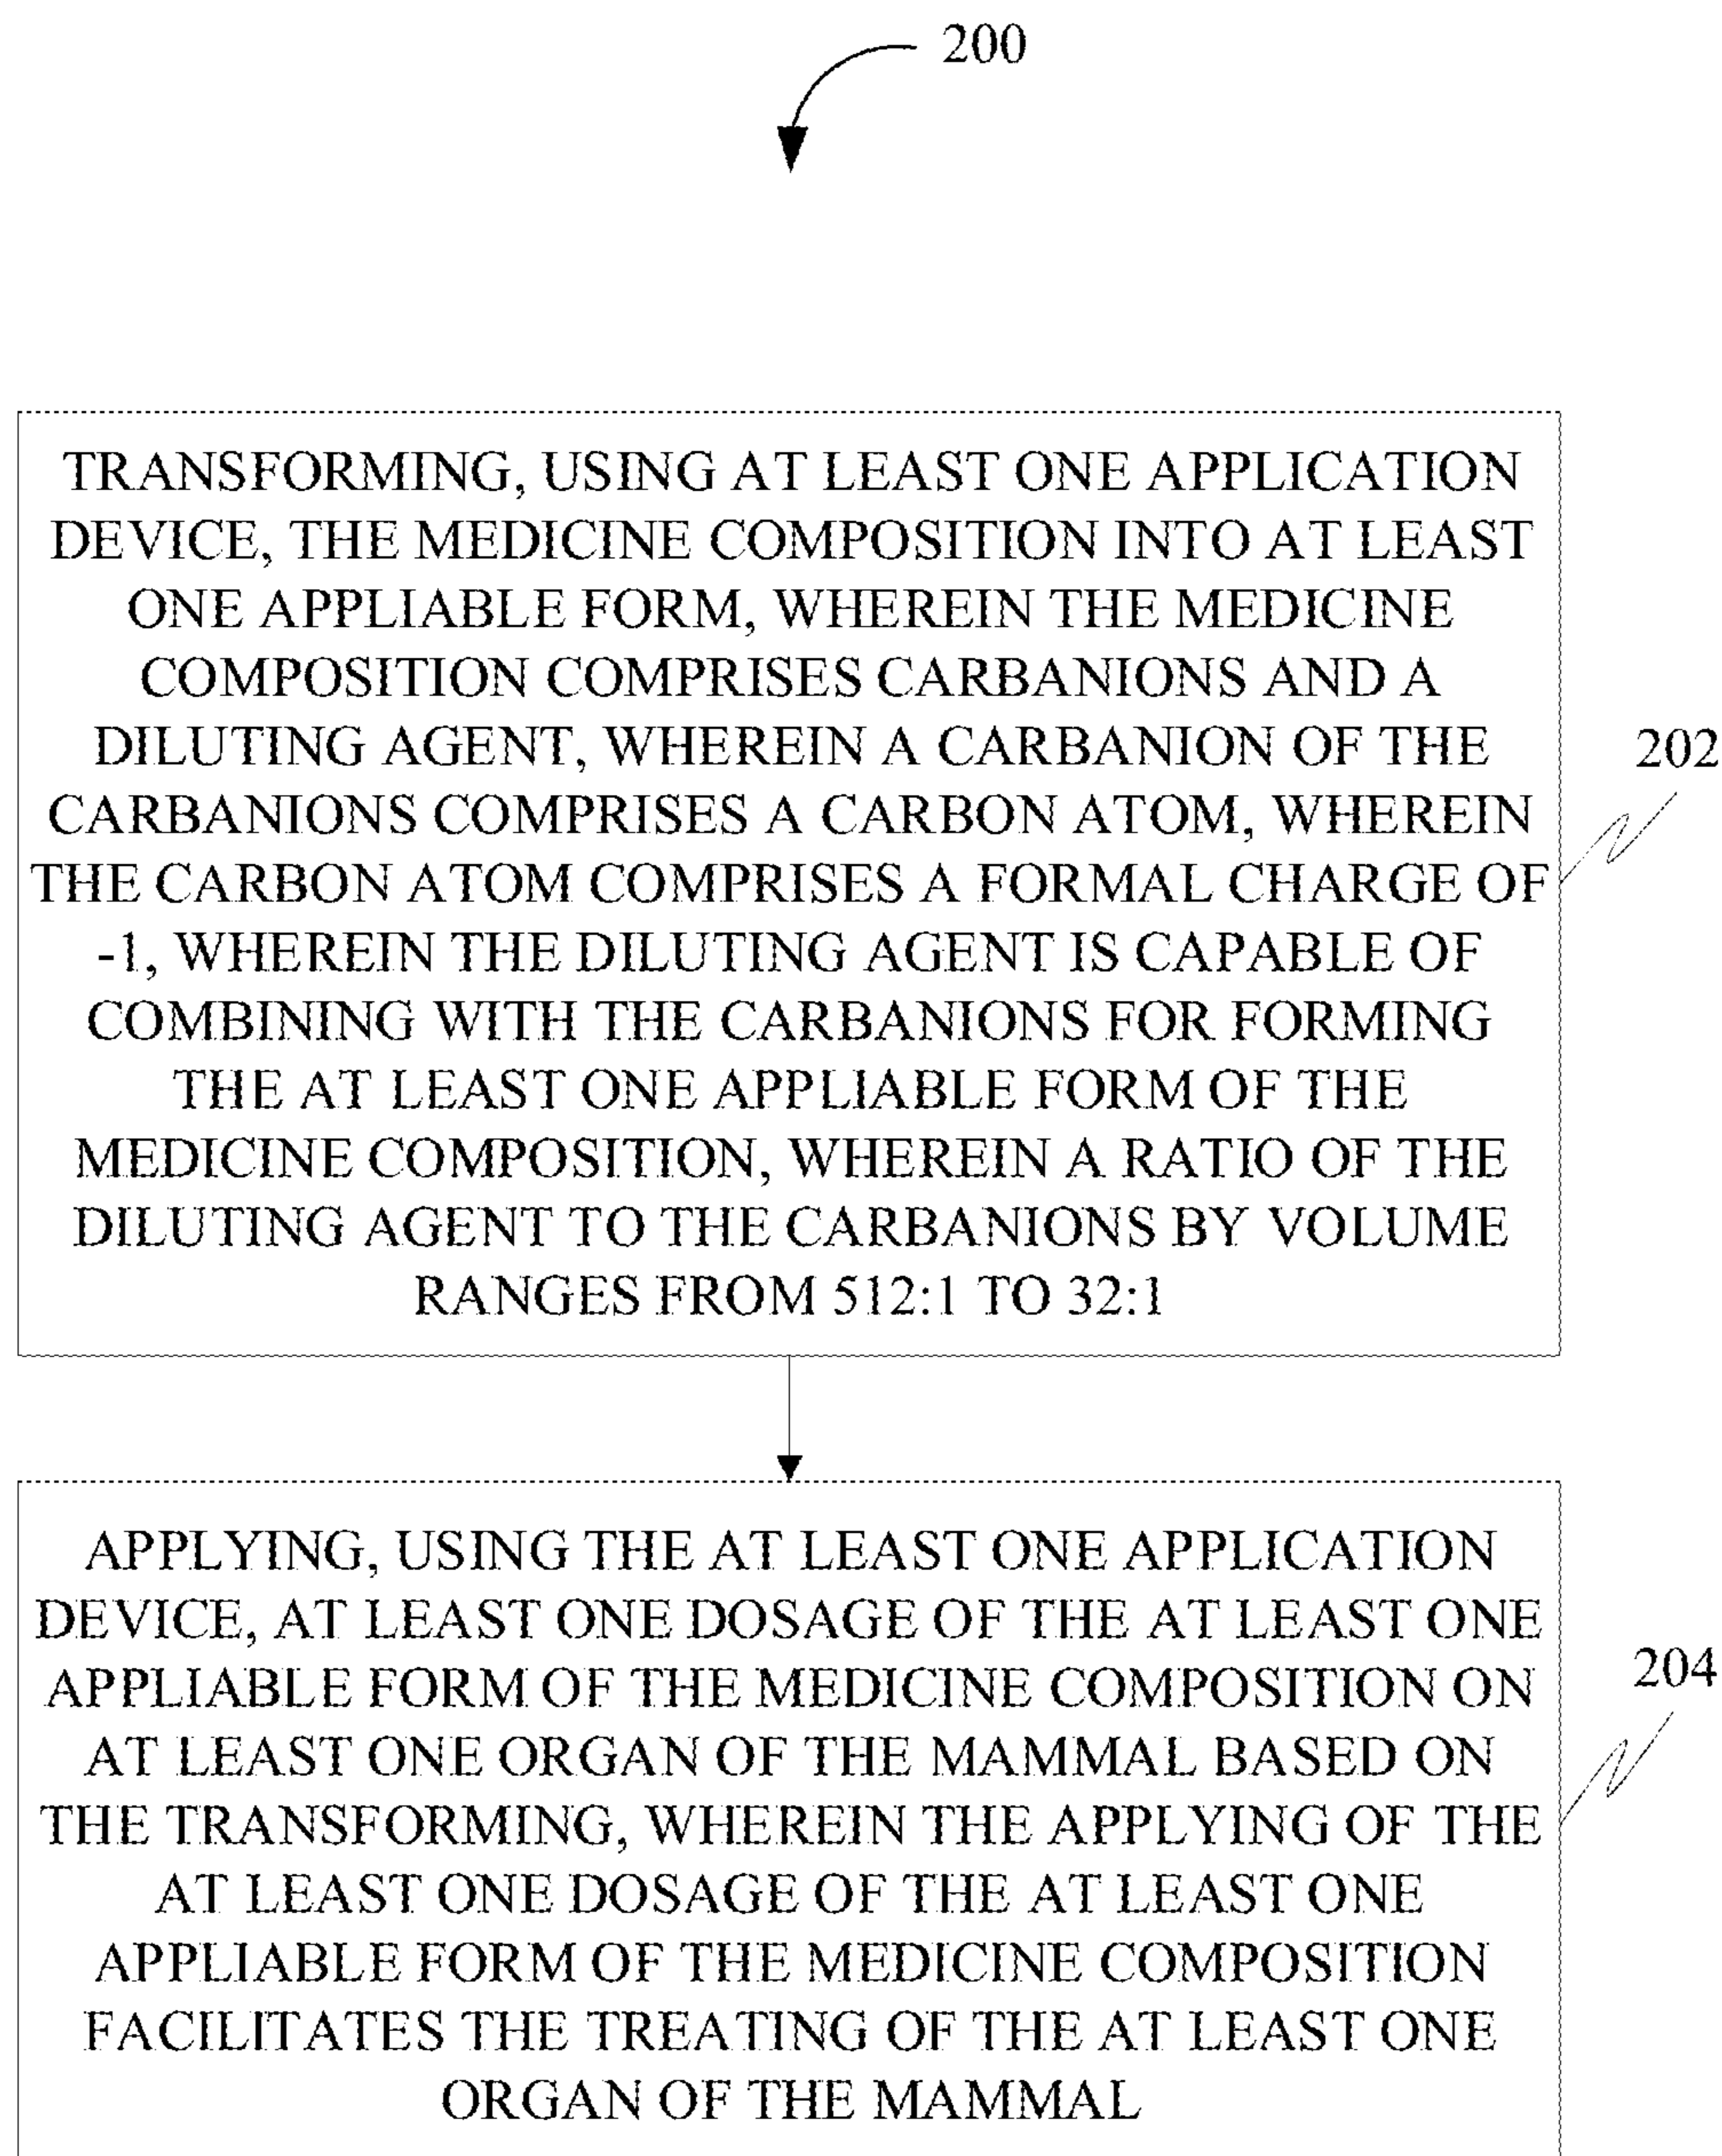 200
TRANSFORMING, USING AT LEAST ONE APPLICATION
DEVICE, THE MEDICINE COMPOSITION INTO AT LEAST
ONE APPLIABLE FORM, WHEREIN THE MEDICINE
COMPOSITION COMPRISES CARBANIONS AND A
DILUTING AGENT, WHEREIN A CARBANION OF THE
CARBANIONS COMPRISES A CARBON ATOM, WHEREIN
THE CARBON ATOM COMPRISES A FORMAL CHARGE OF
-1, WHEREIN THE DILUTING AGENT IS CAPABLE OF
COMBINING WITH THE CARBANIONS FOR FORMING
THE AT LEAST ONE APPLIABLE FORM OF THE
MEDICINE COMPOSITION, WHEREIN A RATIO OF THE
DILUTING AGENT TO THE CARBANIONS BY VOLUME
RANGES FROM 512:1 TO 32:1
202
APPLYING, USING THE AT LEAST ONE APPLICATION
DEVICE, AT LEAST ONE DOSAGE OF THE AT LEAST ONE
APPLIABLE FORM OF THE MEDICINE COMPOSITION ON
AT LEAST ONE ORGAN OF THE MAMMAL BASED ON
THE TRANSFORMING, WHEREIN THE APPLYING OF THE
AT LEAST ONE DOSAGE OF THE AT LEAST ONE
APPLIABLE FORM OF THE MEDICINE COMPOSITION
FACILITATES THE TREATING OF THE AT LEAST ONE
ORGAN OF THE MAMMAL
204